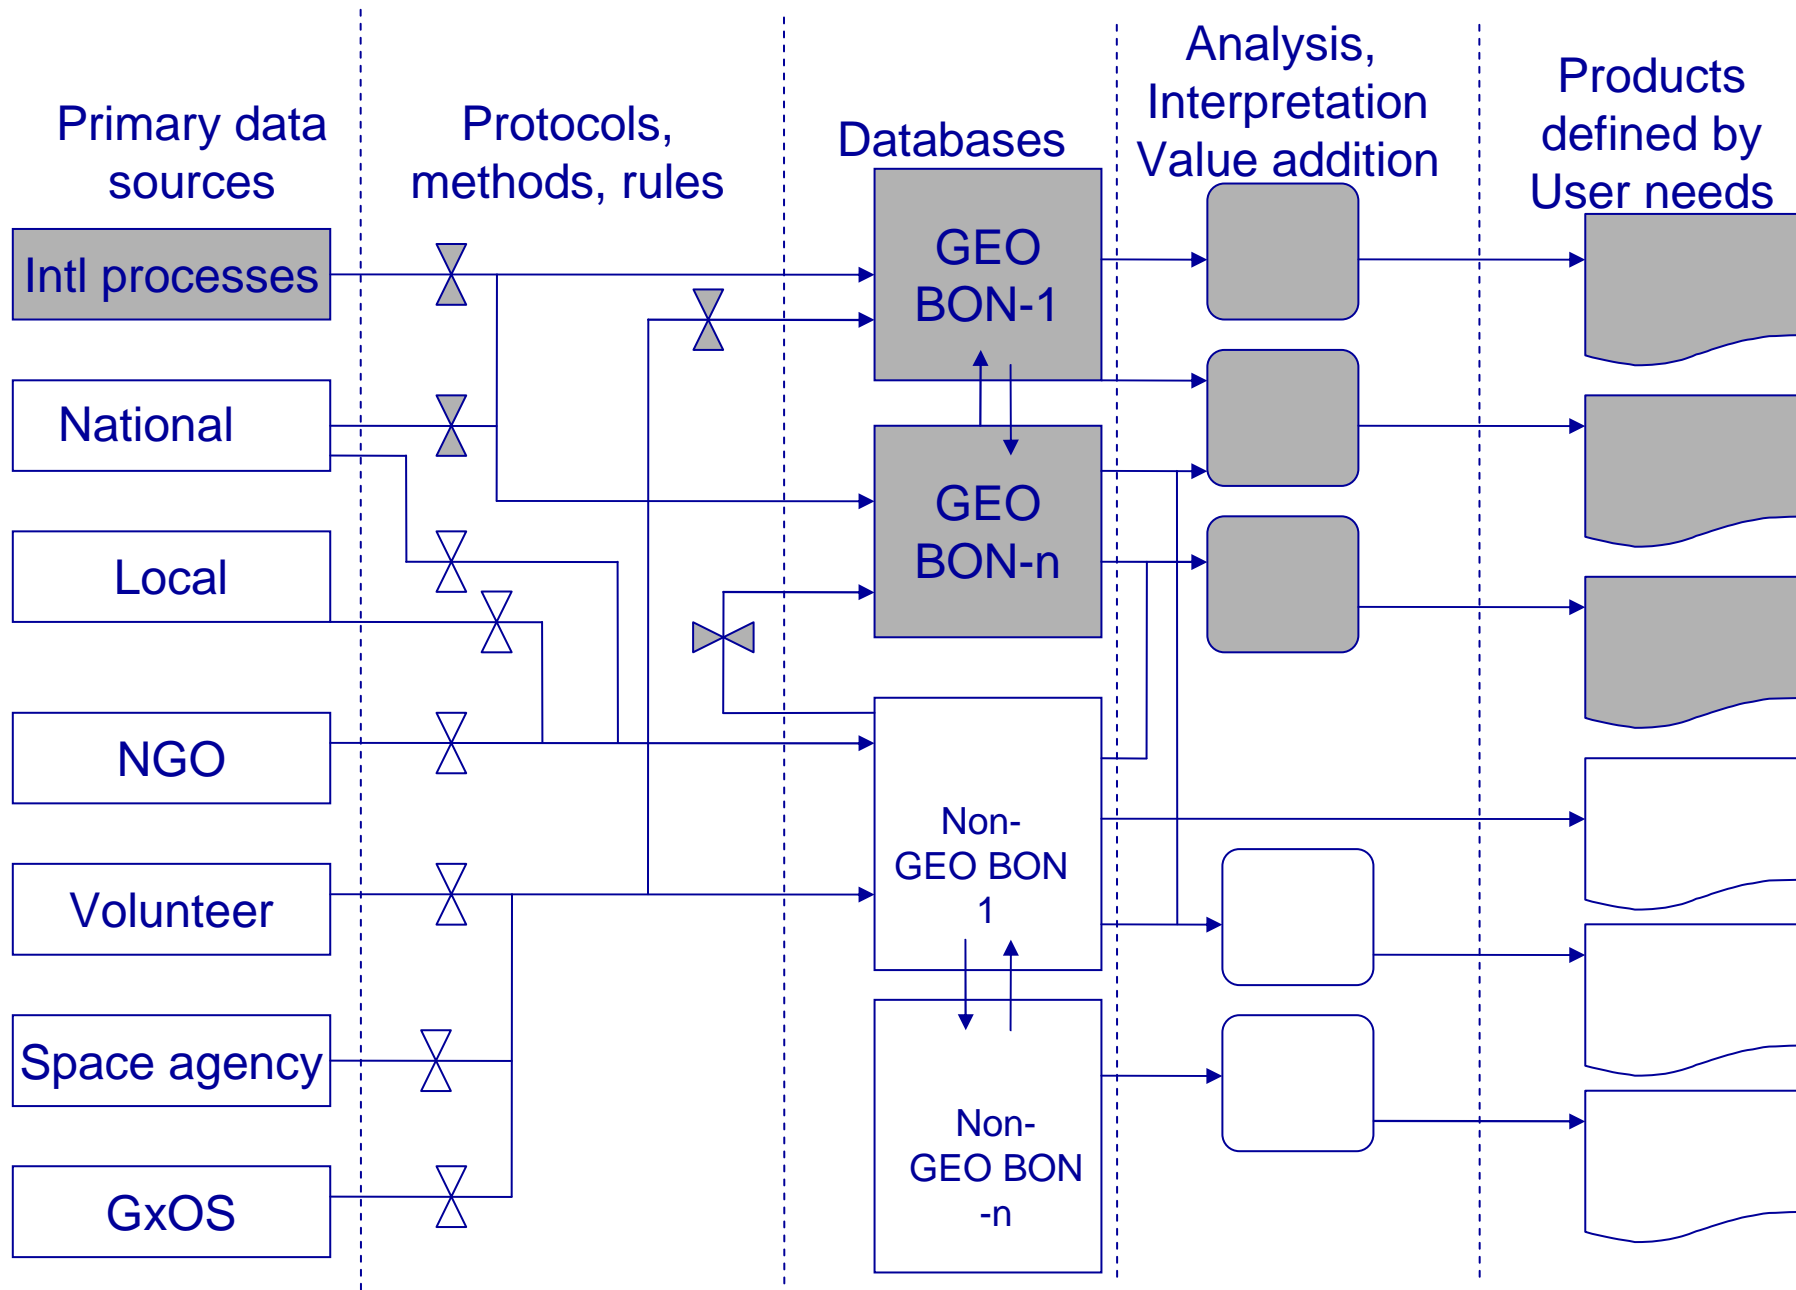 Primary data
sources
Protocols,
methods, rules
Databases
Analysis,
Interpretation
Value addition
Products
defined by
User needs
Intl processes
National
Local
NGO
Volunteer
Space agency
GxOS
GEO
BON-1
GEO
BON-n
Non-
GEO BON
1
Non-
GEO BON
-n